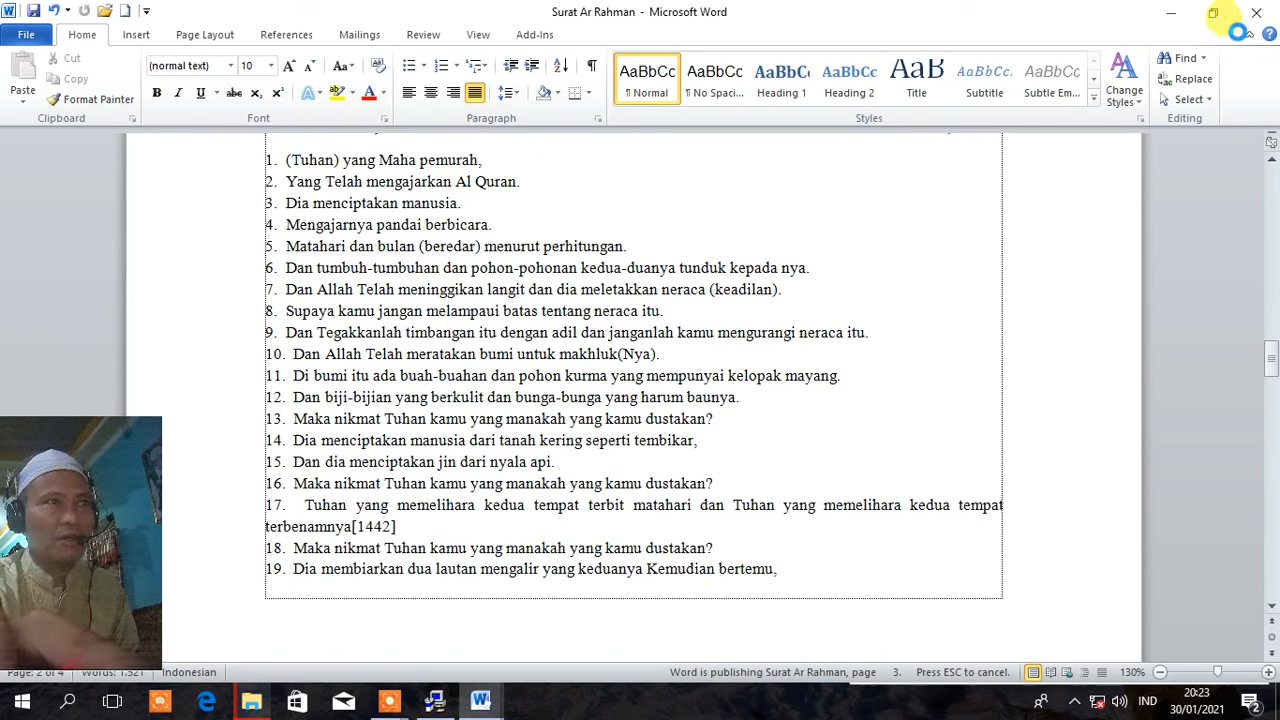 Surat Ar Rahman - Microsoft Word
File Home Insert Page Layout References Mailings Review View Add-Ins
Cut
Copy
Format Painter
Paste
Clipboard
(normal text) 10
Font
Paragraph
AaBbCc AaBbCc AaBbCc AaBbCc AaB AaBbCc. AaBbCc.
¶ Normal ¶ No Spaci... Heading 1 Heading 2 Title Subtitle Subtle Em...
Styles
Change Styles
Find
Replace
Select
Editing
1. (Tuhan) yang Maha pemurah,
2. Yang Telah mengajarkan Al Quran.
3. Dia menciptakan manusia.
4. Mengajarnya pandai berbicara.
5. Matahari dan bulan (beredar) menurut perhitungan.
6. Dan tumbuh-tumbuhan dan pohon-pohonan kedua-duanya tunduk kepada nya.
7. Dan Allah Telah meninggikan langit dan dia meletakkan neraca (keadilan).
8. Supaya kamu jangan melampaui batas tentang neraca itu.
9. Dan Tegakkanlah timbangan itu dengan adil dan janganlah kamu mengurangi neraca itu.
10. Dan Allah Telah meratakan bumi untuk makhluk(Nya).
11. Di bumi itu ada buah-buahan dan pohon kurma yang mempunyai kelopak mayang.
12. Dan biji-bijian yang berkulit dan bunga-bunga yang harum baunya.
13. Maka nikmat Tuhan kamu yang manakah yang kamu dustakan?
14. Dia menciptakan manusia dari tanah kering seperti tembikar,
15. Dan dia menciptakan jin dari nyala api.
16. Maka nikmat Tuhan kamu yang manakah yang kamu dustakan?
17. Tuhan yang memelihara kedua tempat terbit matahari dan Tuhan yang memelihara kedua tempat
terbenamnya[1442]
18. Maka nikmat Tuhan kamu yang manakah yang kamu dustakan?
19. Dia membiarkan dua lautan mengalir yang keduanya Kemudian bertemu,
Page: 2 of 4 Words: 1.521 Indonesian Word is publishing Surat Ar Rahman, page 3. Press ESC to cancel. 130%
IND
20:23
30/01/2021
2